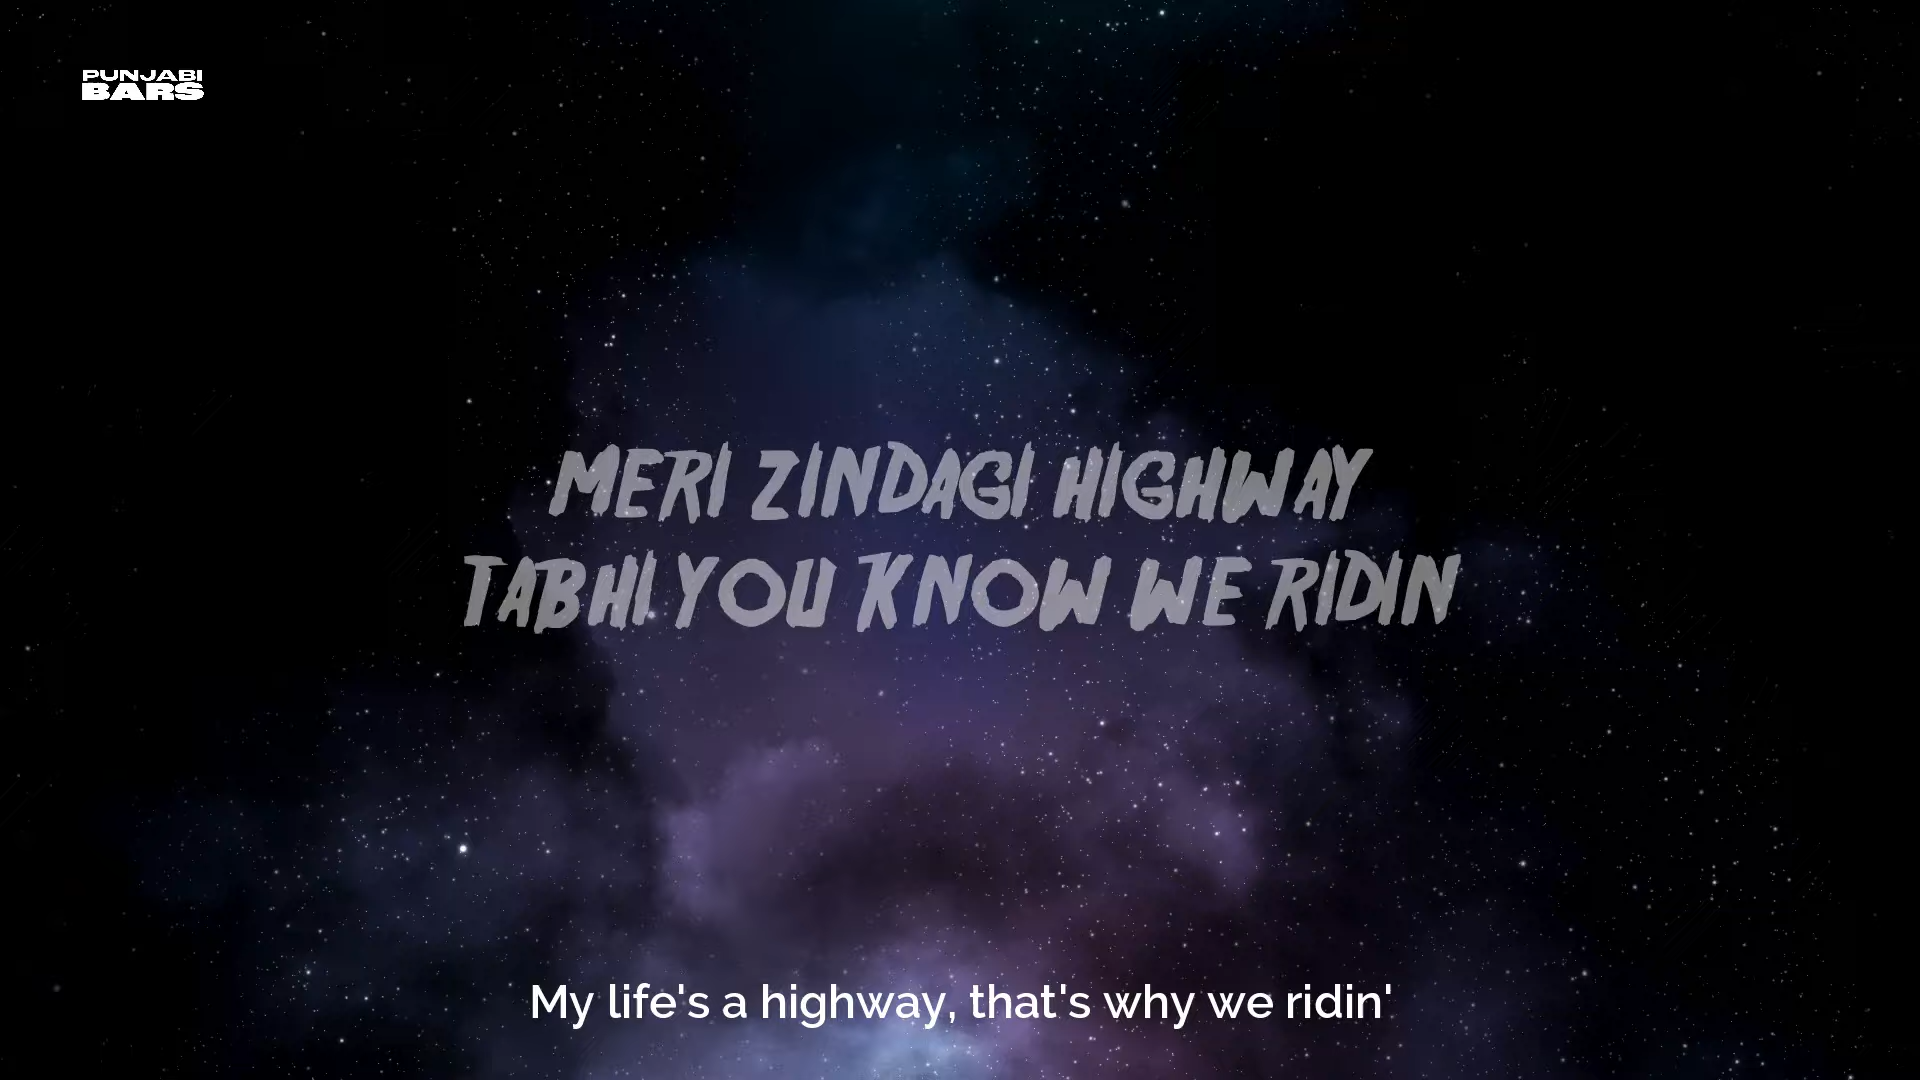 PUNJABI
BARS
MERI ZINDAGI HIGHWAY
TABHI YOU KNOW WE RIDIN
My life's a highway, that's why we ridin'